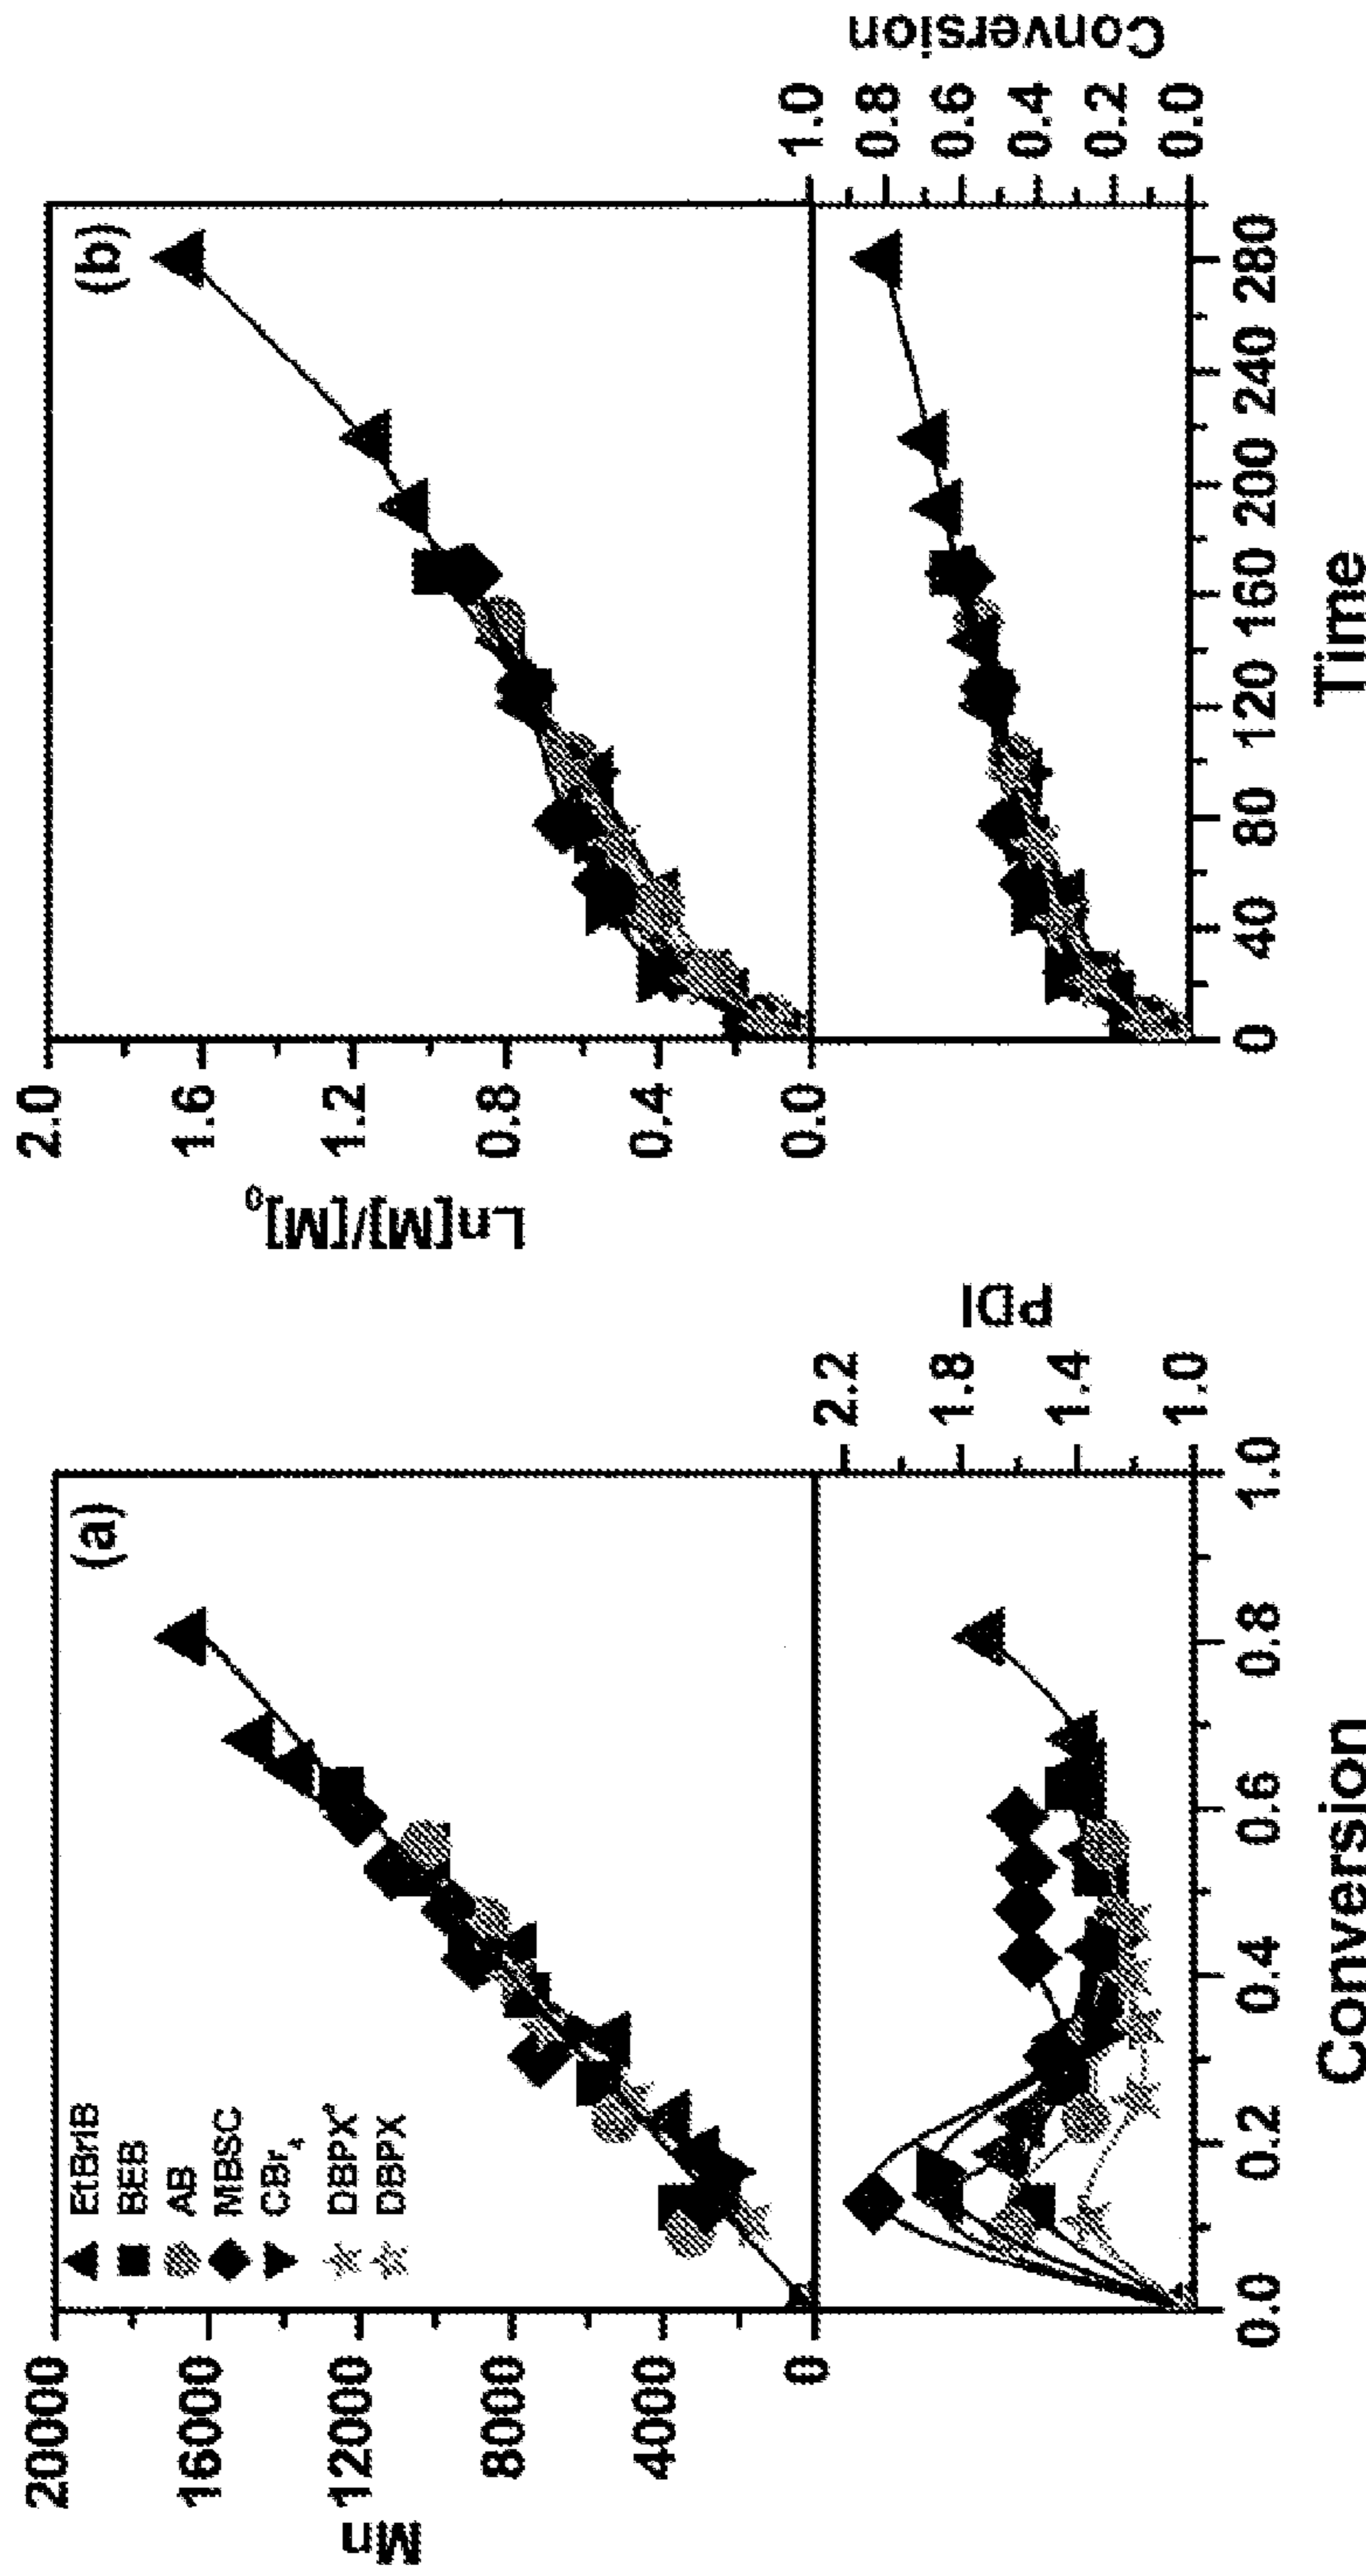 (a)
EtBriB
BEB
AB
MBSC
CBr₄
DBPXᵉ
DBPX
20000
16000
12000
8000
4000
0
Mn
2.2
1.8
1.4
1.0
PDI
0.0 0.2 0.4 0.6 0.8 1.0
Conversion
(b)
2.0
1.6
1.2
0.8
0.4
0.0
Ln[M]/[M]₀
1.0
0.8
0.6
0.4
0.2
0.0
Conversion
0 40 80 120 160 200 240 280
Time